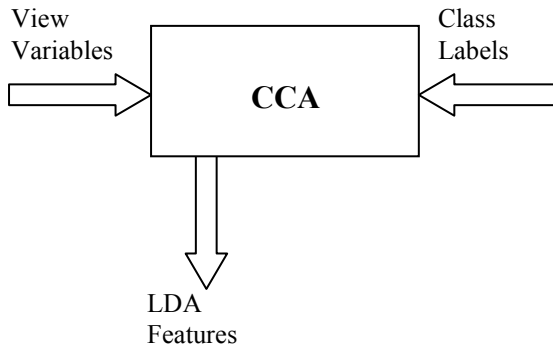 View
Variables
Class
Labels
CCA
LDA
Features